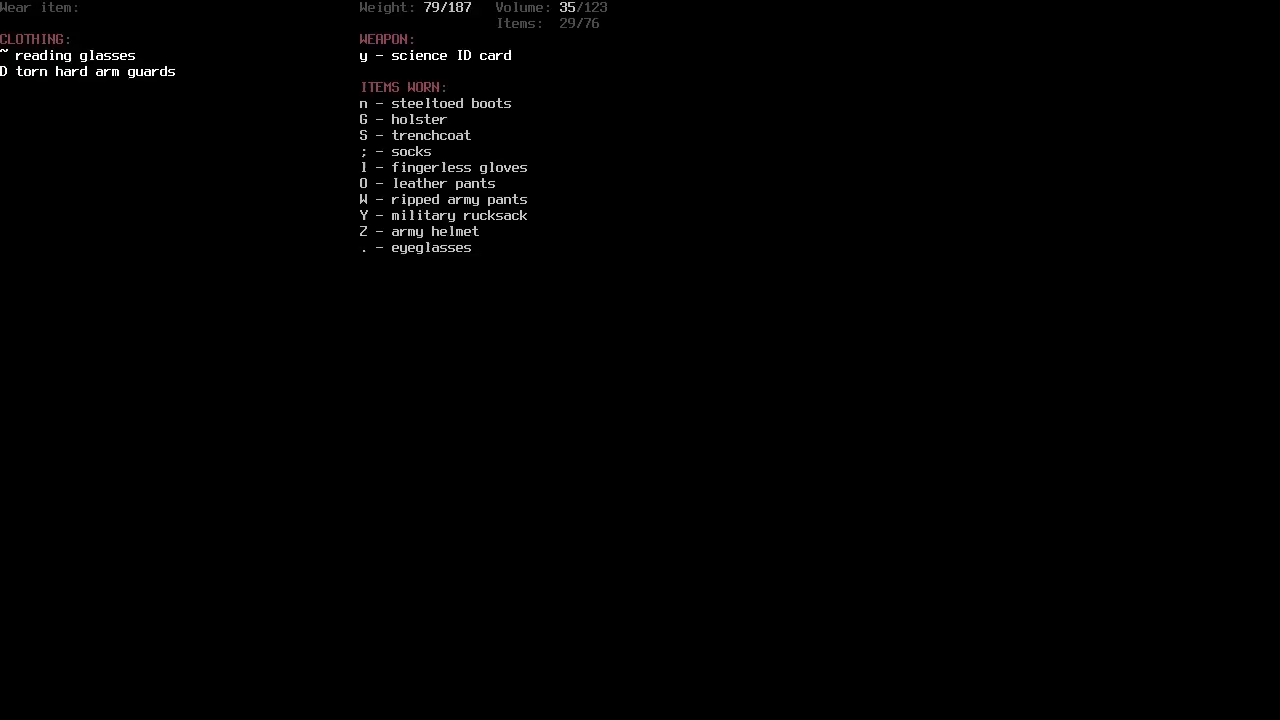 Wear item: Weight: 79/187 Volume: 35/123
Items: 29/76
CLOTHING: WEAPON:
~ reading glasses y - science ID card
D torn hard arm guards
ITEMS WORN:
n - steeltoed boots
G - holster
S - trenchcoat
; - socks
l - fingerless gloves
O - leather pants
W - ripped army pants
Y - military rucksack
Z - army helmet
. - eyeglasses